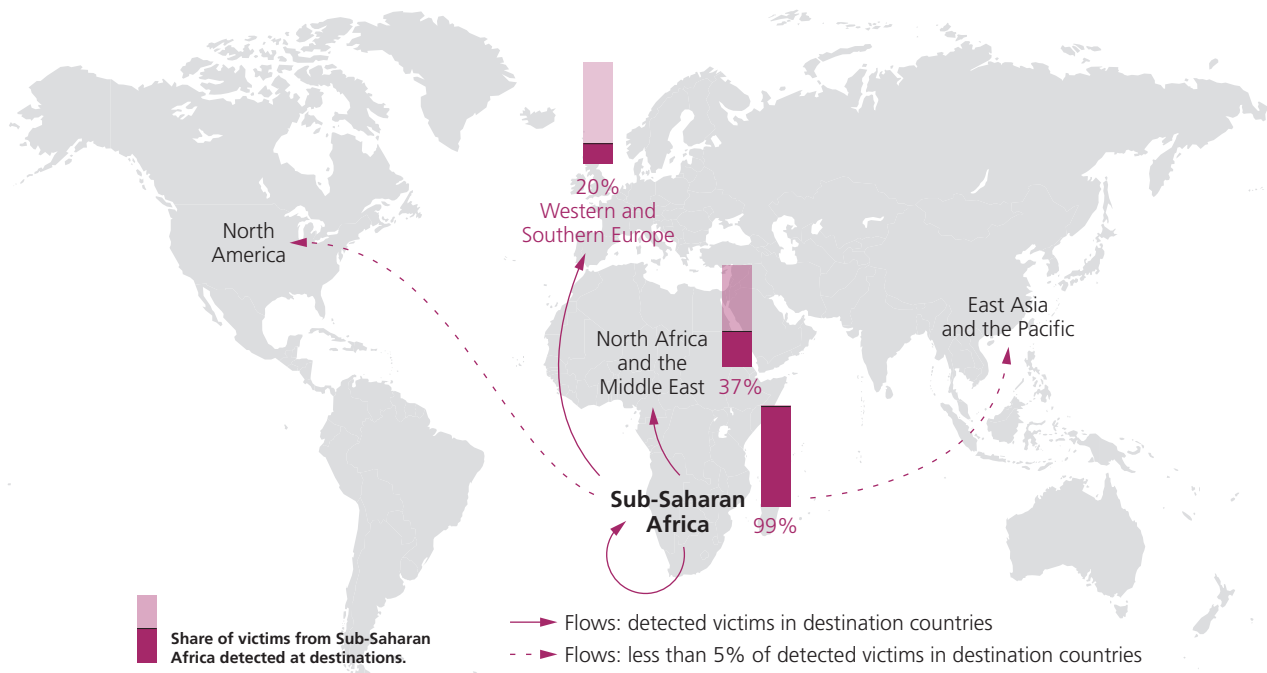 20%
Western and
Southern Europe
North
America
East Asia
and the Pacific
North Africa
and the
Middle East
37%
Sub-Saharan
Africa
99%
Share of victims from Sub-Saharan
Africa detected at destinations.
Flows: detected victims in destination countries
Flows: less than 5% of detected victims in destination countries